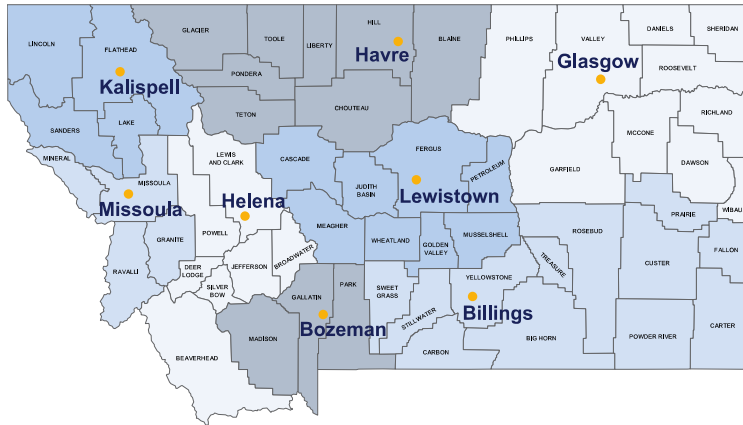 LINCOLN
FLATHEAD
GLACIER
TOOLE
LIBERTY
HILL
BLAINE
PHILLIPS
VALLEY
DANIELS
SHERIDAN
Kalispell
Havre
Glasgow
ROOSEVELT
PONDERA
CHOUTEAU
TETON
SANDERS
LAKE
RICHLAND
MCCONE
MINERAL
MISSOULA
LEWIS
AND CLARK
CASCADE
FERGUS
PETROLEUM
GARFIELD
DAWSON
JUDITH
BASIN
Missoula
Helena
Lewistown
WIBAU
PRAIRIE
POWELL
MEAGHER
WHEATLAND
GOLDEN
VALLEY
MUSSELSHELL
ROSEBUD
GRANITE
BROADWATER
RAVALLI
DEER
LODGE
JEFFERSON
TREASURE
CUSTER
FALLON
SILVER
BOW
GALLATIN
PARK
SWEET
GRASS
YELLOWSTONE
STILLWATER
Bozeman
Billings
MADISON
BEAVERHEAD
CARBON
BIG HORN
POWDER RIVER
CARTER